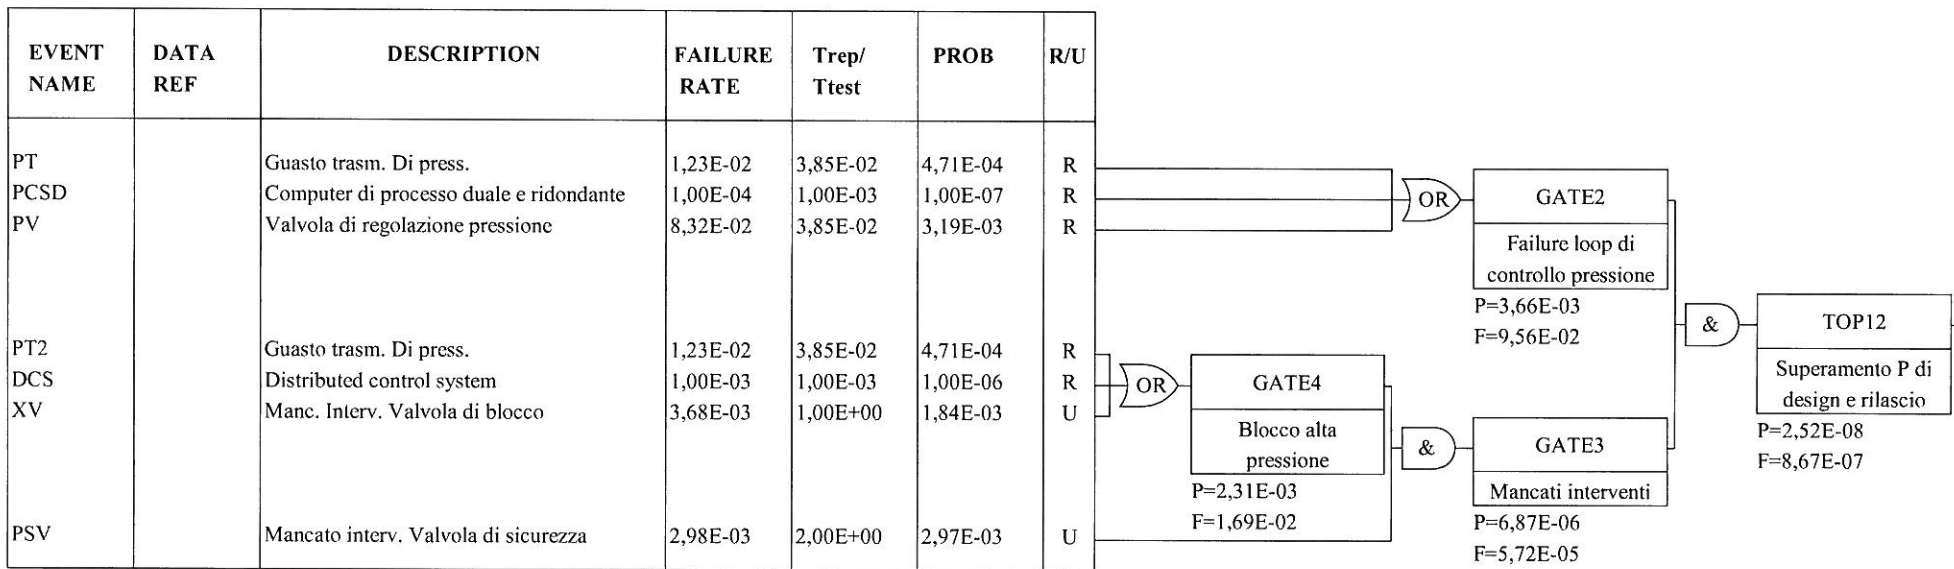 EVENT NAME DATA REF DESCRIPTION FAILURE RATE Trep/ Ttest PROB R/U
PT Guasto trasm. Di press. 1,23E-02 3,85E-02 4,71E-04 R
PCSD Computer di processo duale e ridondante 1,00E-04 1,00E-03 1,00E-07 R
PV Valvola di regolazione pressione 8,32E-02 3,85E-02 3,19E-03 R
OR
GATE2
Failure loop di
controllo pressione
P=3,66E-03
F=9,56E-02
&
TOP12
Superamento P di
design e rilascio
P=2,52E-08
F=8,67E-07
PT2 Guasto trasm. Di press. 1,23E-02 3,85E-02 4,71E-04 R
DCS Distributed control system 1,00E-03 1,00E-03 1,00E-06 R
XV Manc. Interv. Valvola di blocco 3,68E-03 1,00E+00 1,84E-03 U
OR
GATE4
Blocco alta
pressione
P=2,31E-03
F=1,69E-02
&
GATE3
Mancati interventi
P=6,87E-06
F=5,72E-05
PSV Mancato interv. Valvola di sicurezza 2,98E-03 2,00E+00 2,97E-03 U